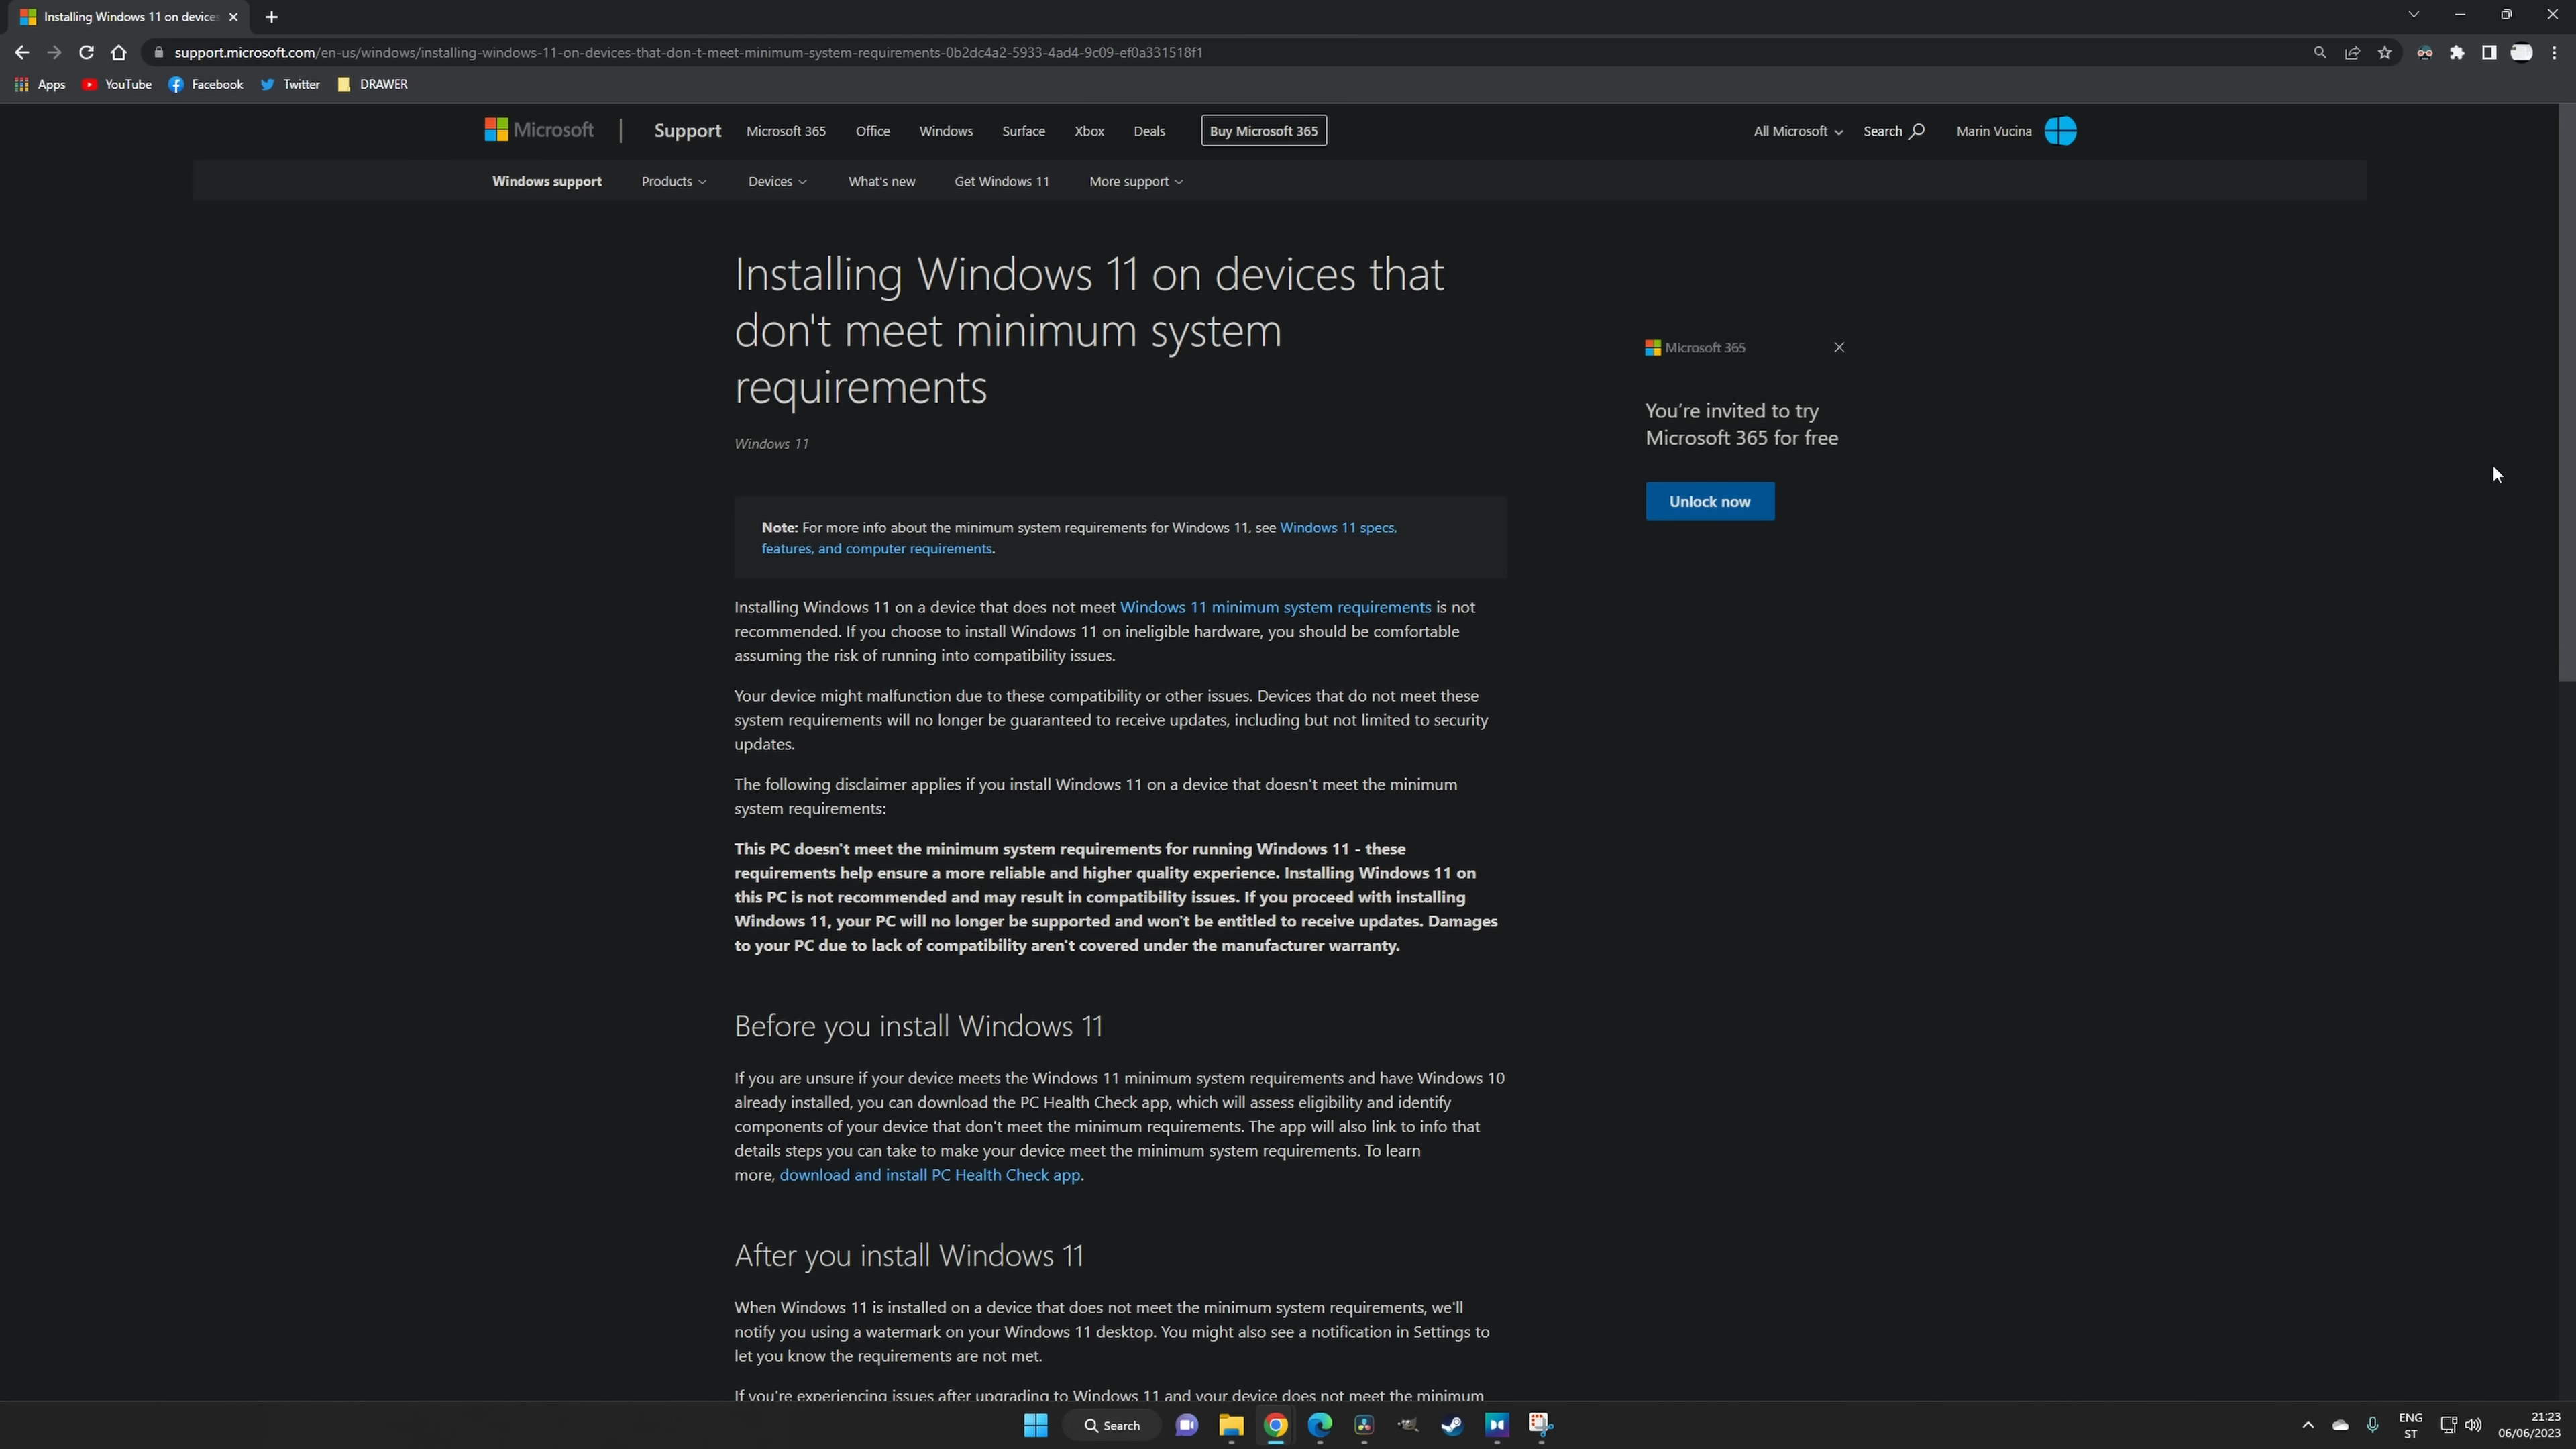 Installing Windows 11 on devices
support.microsoft.com/en-us/windows/installing-windows-11-on-devices-that-don-t-meet-minimum-system-requirements-0b2dc4a2-5933-4ad4-9c09-ef0a331518f1
Apps YouTube Facebook Twitter DRAWER
Microsoft Support Microsoft 365 Office Windows Surface Xbox Deals Buy Microsoft 365 All Microsoft Search Marin Vucina
Windows support Products Devices What's new Get Windows 11 More support
Installing Windows 11 on devices that
don't meet minimum system
requirements
Windows 11
Microsoft 365
You're invited to try
Microsoft 365 for free
Unlock now
Note: For more info about the minimum system requirements for Windows 11, see Windows 11 specs,
features, and computer requirements.
Installing Windows 11 on a device that does not meet Windows 11 minimum system requirements is not
recommended. If you choose to install Windows 11 on ineligible hardware, you should be comfortable
assuming the risk of running into compatibility issues.
Your device might malfunction due to these compatibility or other issues. Devices that do not meet these
system requirements will no longer be guaranteed to receive updates, including but not limited to security
updates.
The following disclaimer applies if you install Windows 11 on a device that doesn't meet the minimum
system requirements:
This PC doesn't meet the minimum system requirements for running Windows 11 - these
requirements help ensure a more reliable and higher quality experience. Installing Windows 11 on
this PC is not recommended and may result in compatibility issues. If you proceed with installing
Windows 11, your PC will no longer be supported and won't be entitled to receive updates. Damages
to your PC due to lack of compatibility aren't covered under the manufacturer warranty.
Before you install Windows 11
If you are unsure if your device meets the Windows 11 minimum system requirements and have Windows 10
already installed, you can download the PC Health Check app, which will assess eligibility and identify
components of your device that don't meet the minimum requirements. The app will also link to info that
details steps you can take to make your device meet the minimum system requirements. To learn
more, download and install PC Health Check app.
After you install Windows 11
When Windows 11 is installed on a device that does not meet the minimum system requirements, we'll
notify you using a watermark on your Windows 11 desktop. You might also see a notification in Settings to
let you know the requirements are not met.
If you're experiencing issues after upgrading to Windows 11 and your device does not meet the minimum
Search
ENG
ST
21:23
06/06/2023